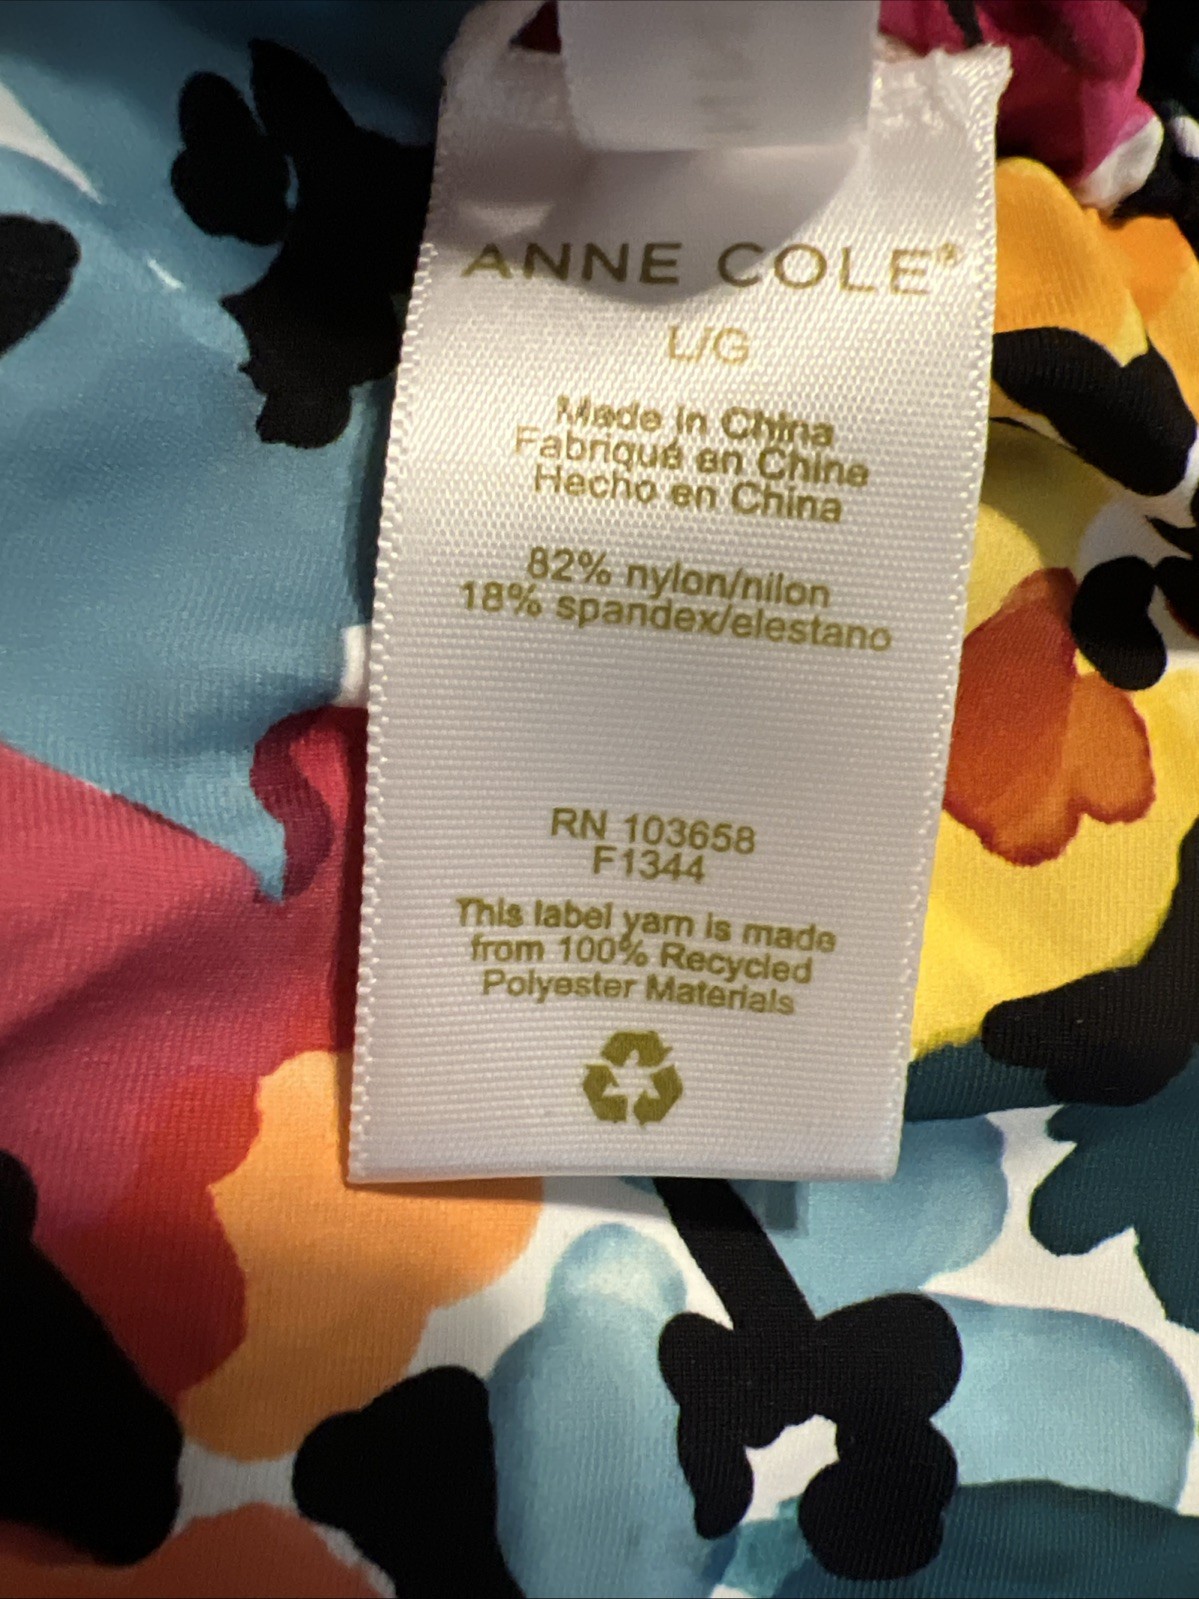 ANNE COLE®
L/G
Made in China
Fabriqué en Chine
Hecho en China
82% nylon/nilon
18% spandex/elestano
RN 103658
F1344
This label yarn is made
from 100% Recycled
Polyester Materials